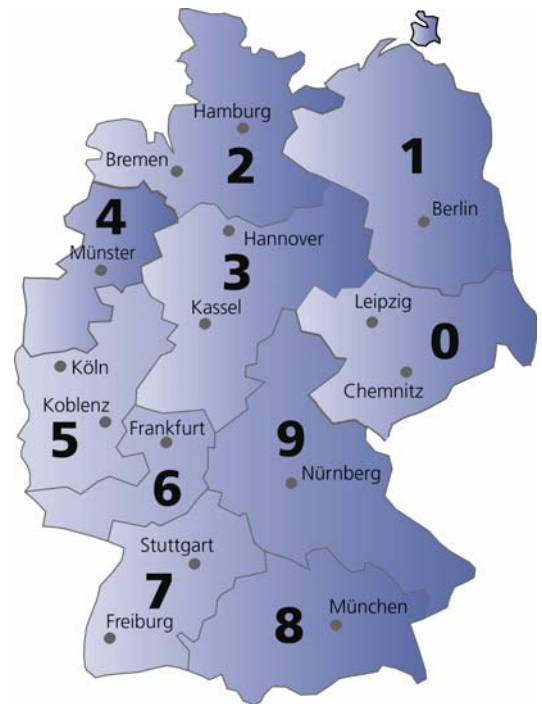 Hamburg
1
Bremen
2
4
Berlin
Hannover
Münster
3
Leipzig
Kassel
0
Köln
Chemnitz
Koblenz
Frankfurt
9
5
Nürnberg
6
Stuttgart
7
München
Freiburg
8